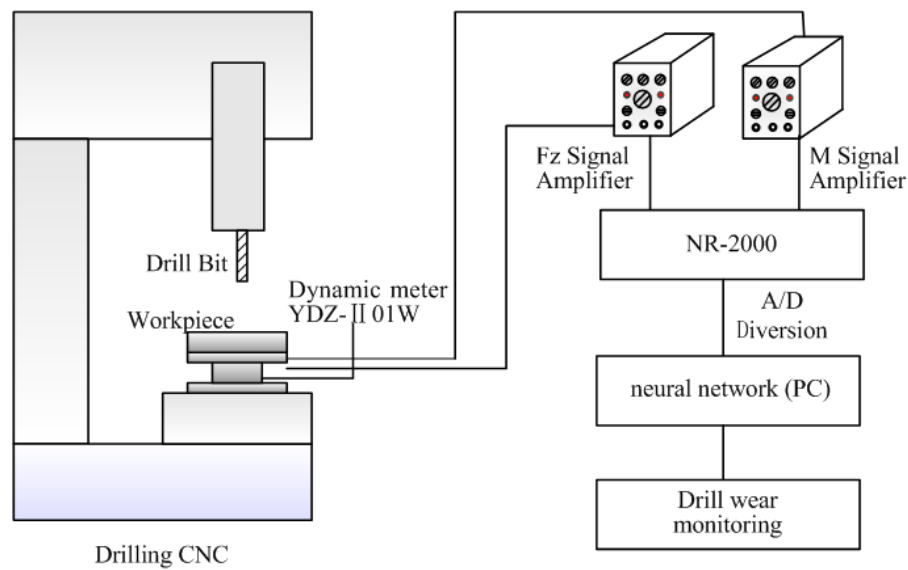 Fz Signal
Amplifier
M Signal
Amplifier
NR-2000
Drill Bit
Dynamic meter
YDZ-Ⅱ01W
A/D
Diversion
Workpiece
neural network (PC)
Drill wear
monitoring
Drilling CNC